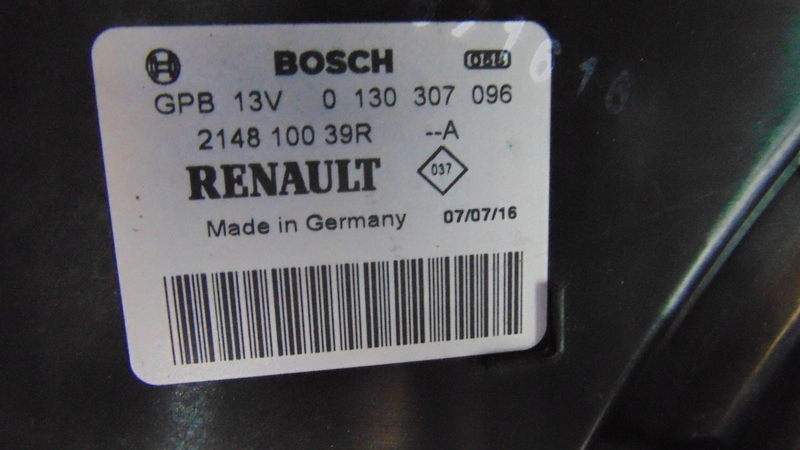 BOSCH
GPB 13V 0 130 307 096
2148 100 39R --A
RENAULT 037
Made in Germany 07/07/16